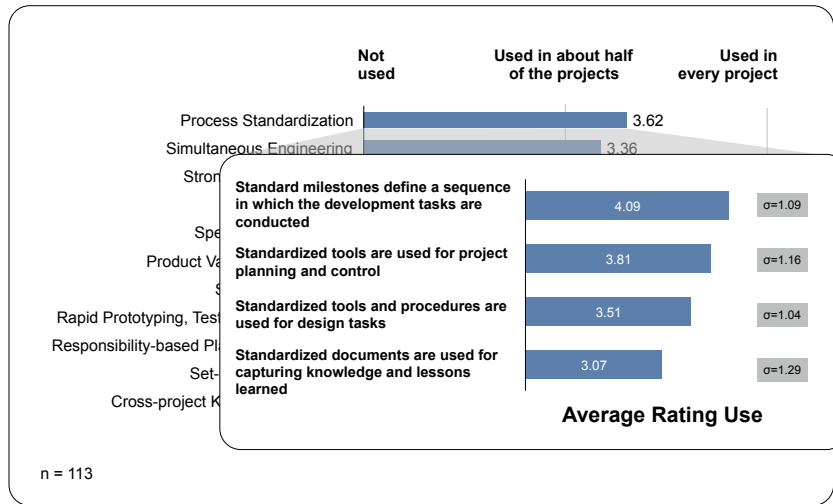 Not
used
Used in about half
of the projects
Used in
every project
Process Standardization 3.62
Simultaneous Engineering 3.36
Product
Rapid Prototyping,
Responsibility-based
Cross-project
n = 113
Standard milestones define a sequence
in which the development tasks are
conducted
4.09 σ=1.09
Standardized tools are used for project
planning and control
3.81 σ=1.16
Standardized tools and procedures are
used for design tasks
3.51 σ=1.04
Standardized documents are used for
capturing knowledge and lessons
learned
3.07 σ=1.29
Average Rating Use